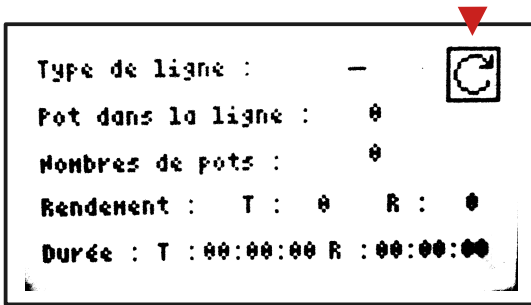 Type de ligne : –
Pot dans la ligne : 0
Nombres de pots : 0
Rendement : T : 0 R : 0
Durée : T :00:00:00 R :00:00:00